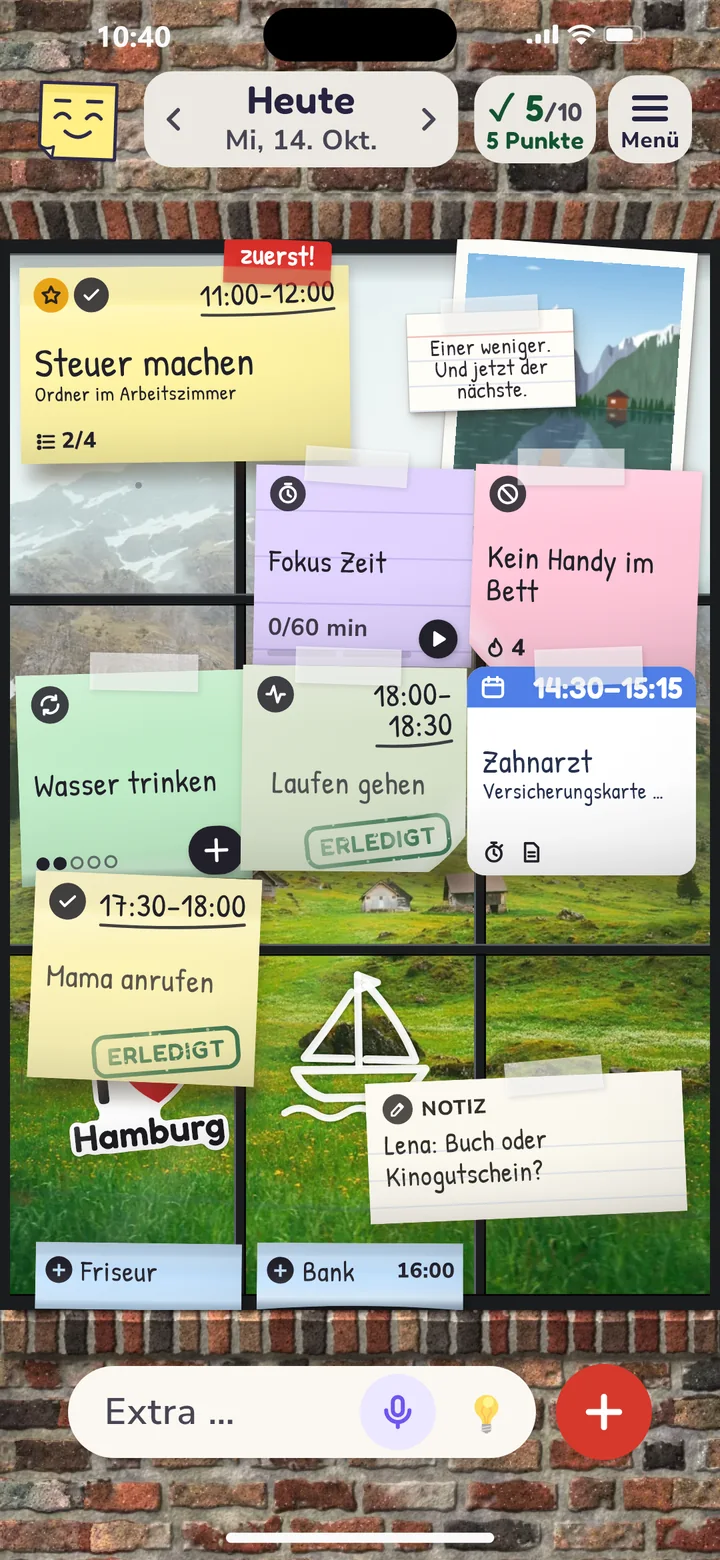 10:40
Heute
Mi, 14. Okt.
✓ 5/10
5 Punkte
Menü
zuerst!
11:00–12:00
Steuer machen
Ordner im Arbeitszimmer
2/4
Einer weniger.
Und jetzt der
nächste.
Fokus Zeit
0/60 min
Kein Handy im
Bett
4
Wasser trinken
18:00–
18:30
Laufen gehen
ERLEDIGT
14:30–15:15
Zahnarzt
Versicherungskarte ...
17:30–18:00
Mama anrufen
ERLEDIGT
I
Hamburg
NOTIZ
Lena: Buch oder
Kinogutschein?
Friseur
Bank 16:00
Extra ...